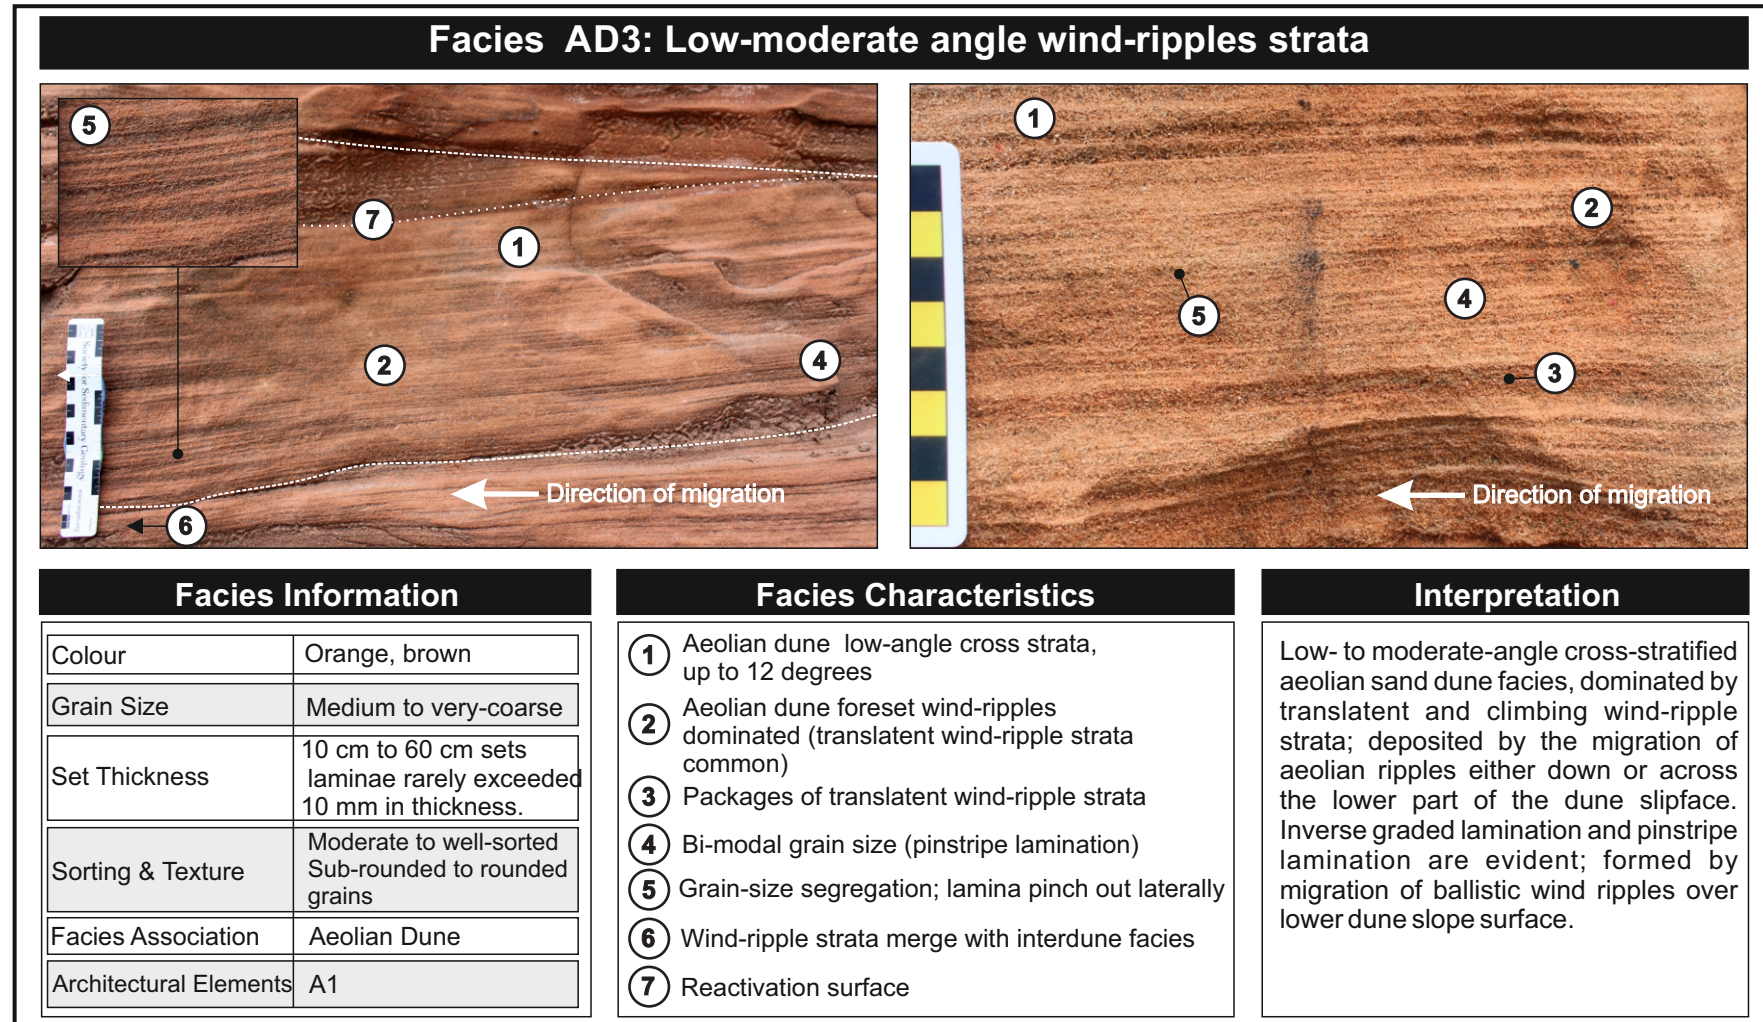 Facies AD3: Low-moderate angle wind-ripples strata
5
7
1
2
4
Society for Sedimentary Geology
Direction of migration
6
1
2
5
4
3
Direction of migration
Facies Information
Colour
Orange, brown
Grain Size
Medium to very-coarse
Set Thickness
10 cm to 60 cm sets
laminae rarely exceeded
10 mm in thickness.
Sorting & Texture
Moderate to well-sorted
Sub-rounded to rounded
grains
Facies Association
Aeolian Dune
Architectural Elements
A1
Facies Characteristics
1 Aeolian dune low-angle cross strata,
up to 12 degrees
2 Aeolian dune foreset wind-ripples
dominated (translatent wind-ripple strata
common)
3 Packages of translatent wind-ripple strata
4 Bi-modal grain size (pinstripe lamination)
5 Grain-size segregation; lamina pinch out laterally
6 Wind-ripple strata merge with interdune facies
7 Reactivation surface
Interpretation
Low- to moderate-angle cross-stratified
aeolian sand dune facies, dominated by
translatent and climbing wind-ripple
strata; deposited by the migration of
aeolian ripples either down or across
the lower part of the dune slipface.
Inverse graded lamination and pinstripe
lamination are evident; formed by
migration of ballistic wind ripples over
lower dune slope surface.